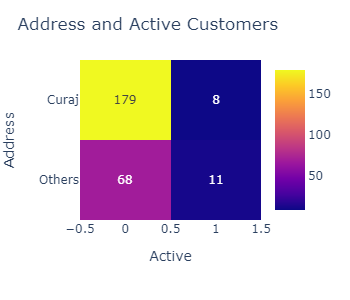 Address and Active Customers
Address
Curaj 179 8
Others 68 11
150
100
50
−0.5 0 0.5 1 1.5
Active